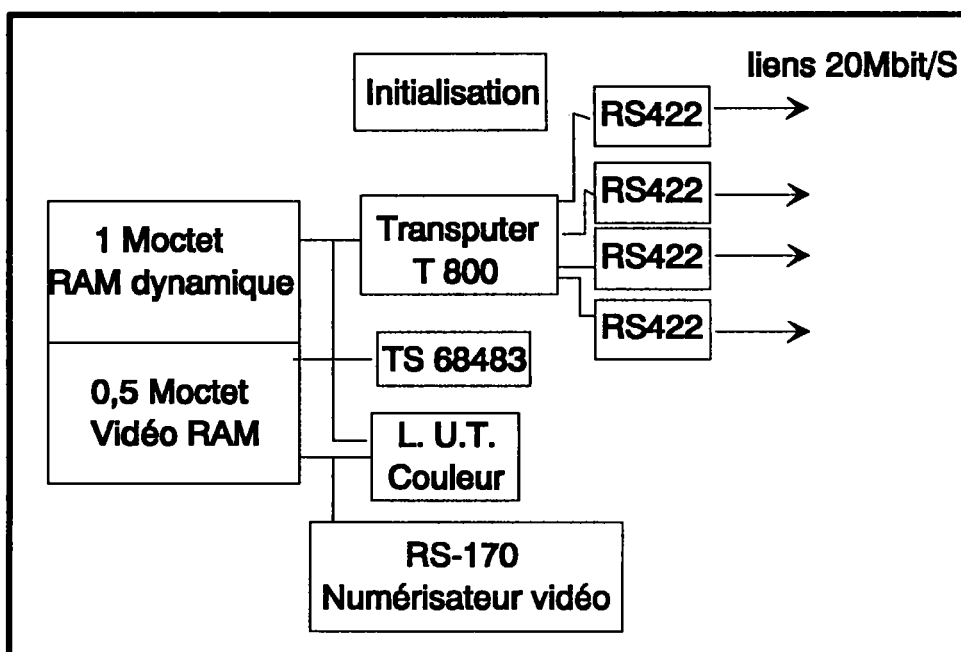 Initialisation
liens 20Mbit/S
RS422
1 Moctet
RAM dynamique
Transputer
T 800
RS422
RS422
RS422
TS 68483
0,5 Moctet
Vidéo RAM
L. U. T.
Couleur
RS-170
Numérisateur vidéo